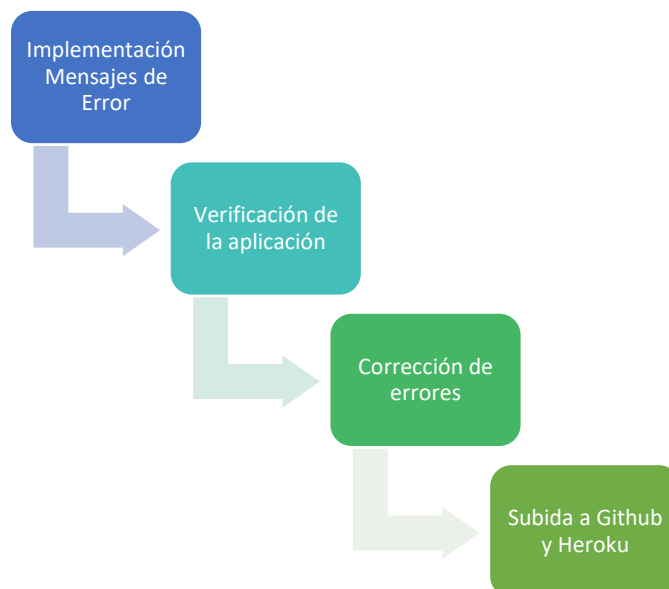 Implementación
Mensajes de
Error
Verificación de
la aplicación
Corrección de
errores
Subida a Github
y Heroku